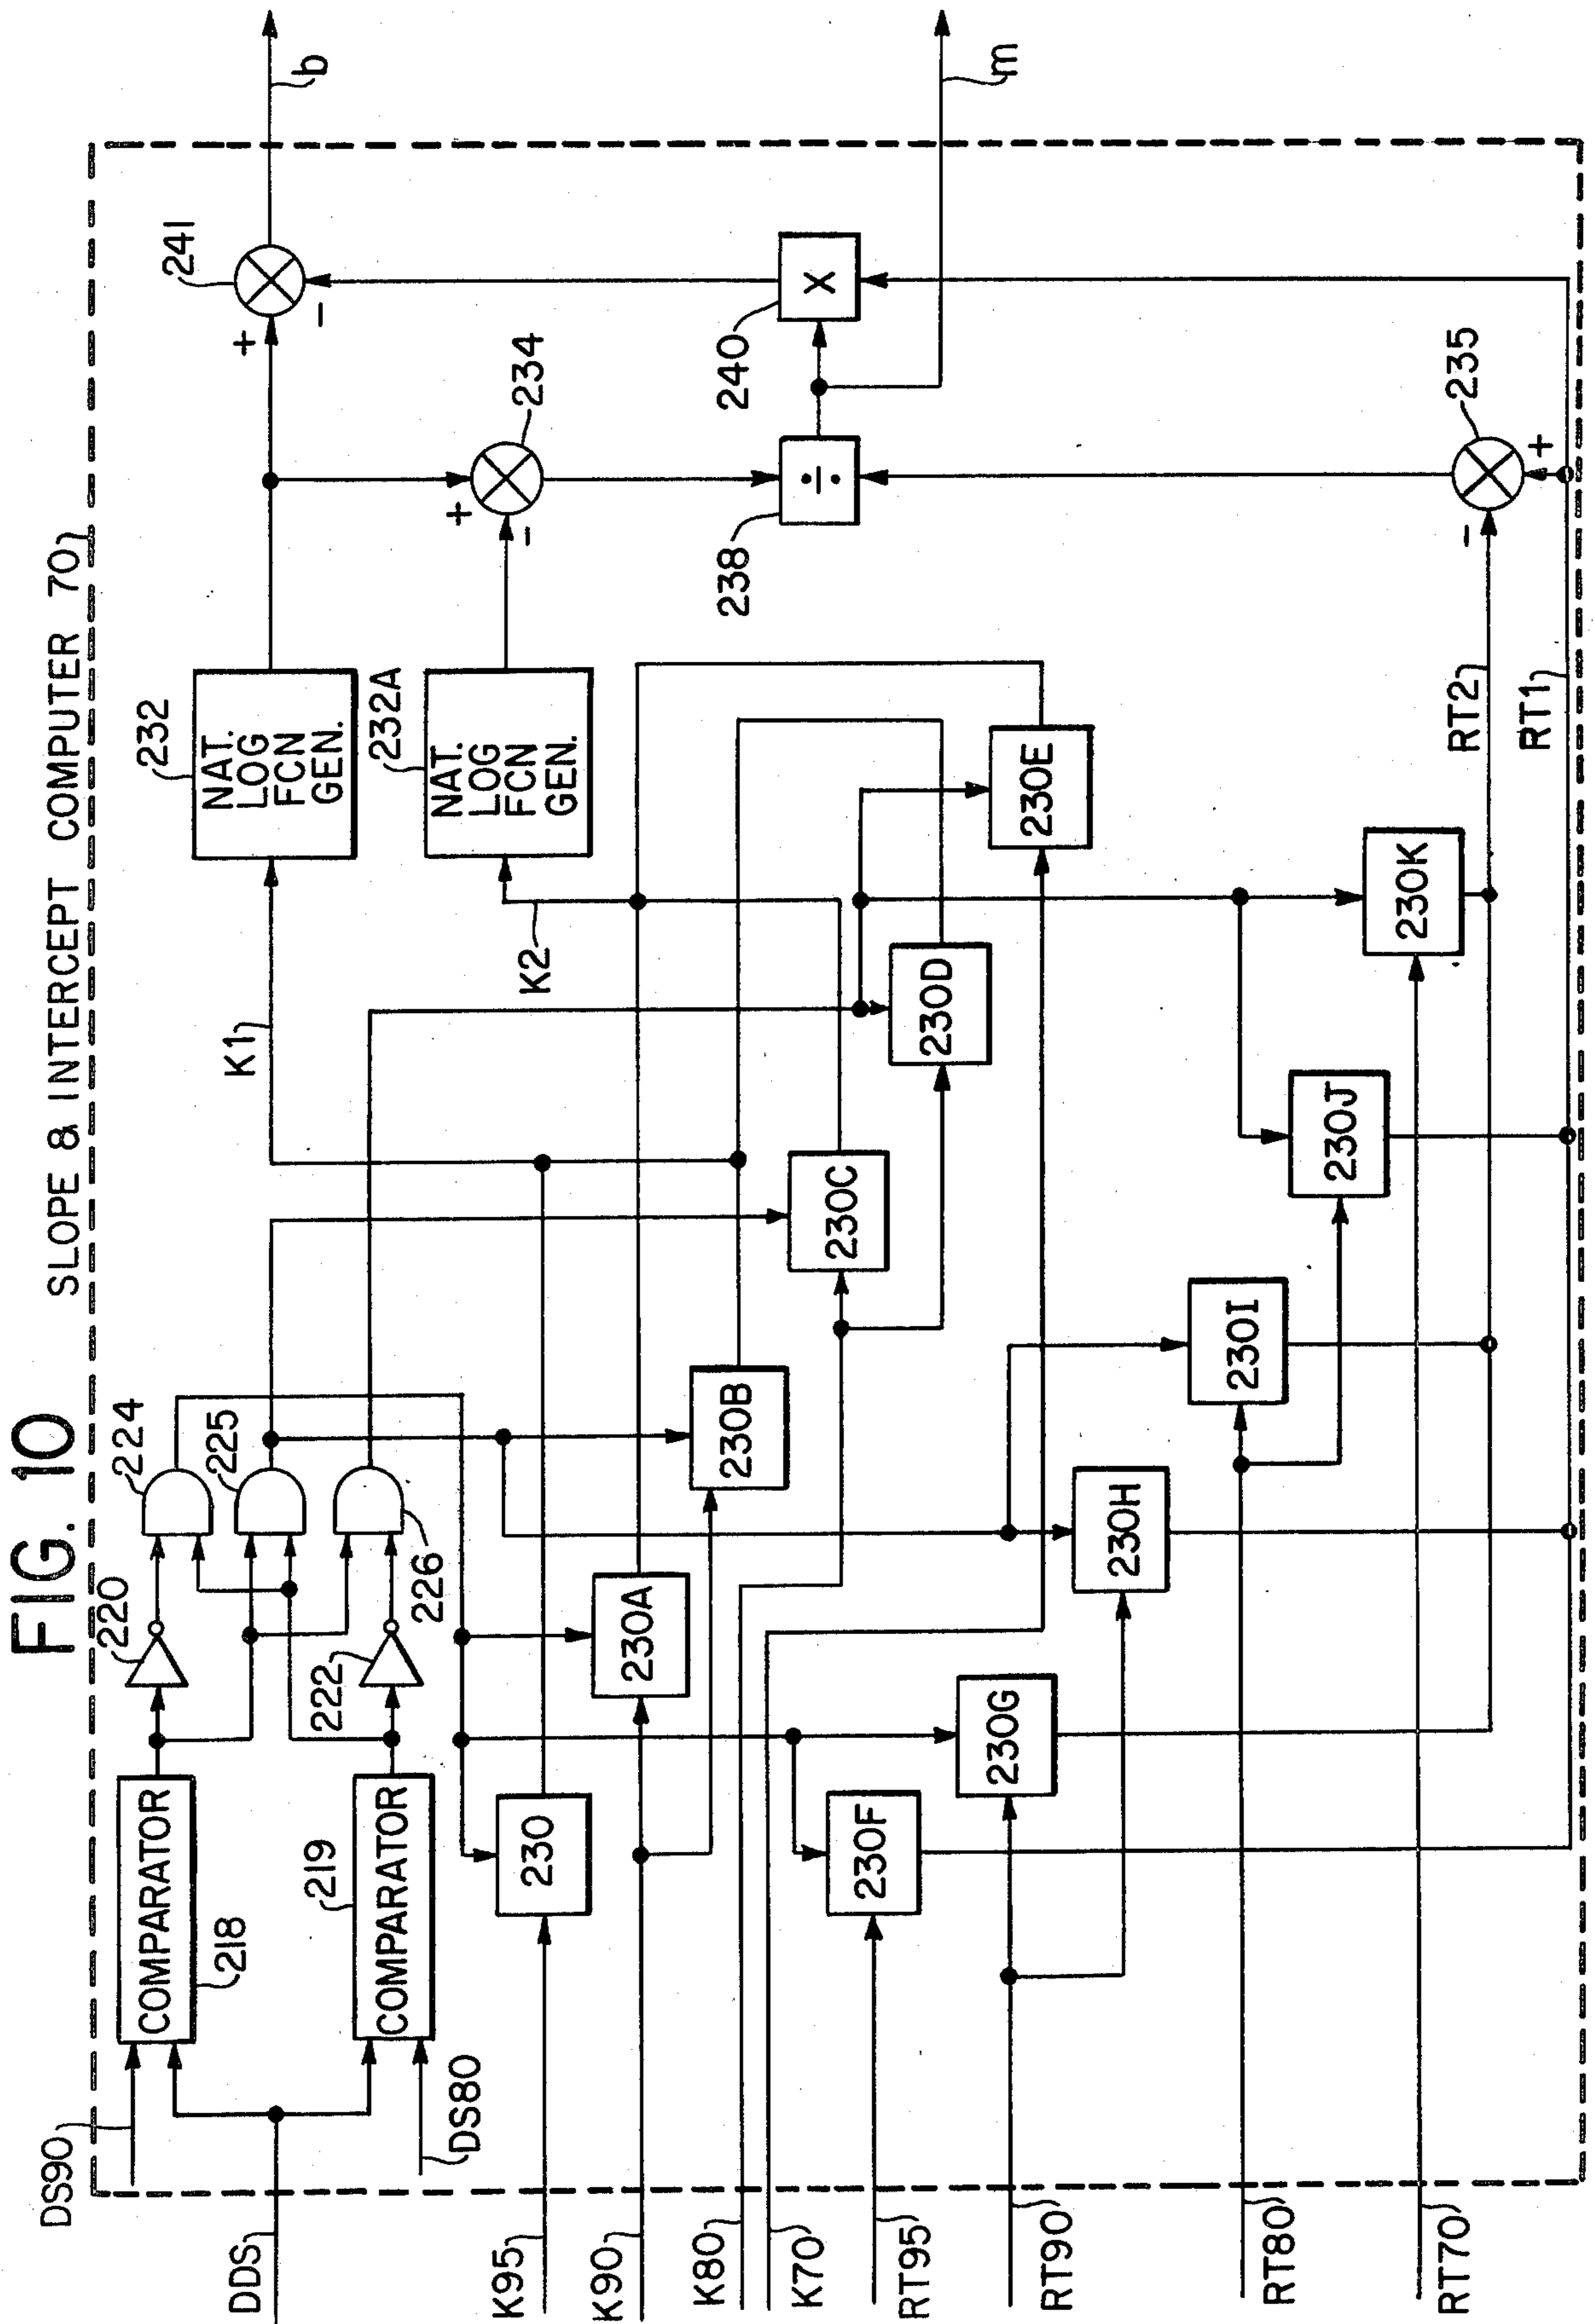 FIG. 10
SLOPE & INTERCEPT COMPUTER 70
DS90
DDS
DS80
COMPARATOR
218
COMPARATOR
219
220
222
224
225
226
K95
K90
K80
K70
RT95
RT90
RT80
RT70
230
230A
230B
230C
230D
230E
230F
230G
230H
230I
230J
230K
K1
K2
NAT.
LOG
FCN
GEN.
232
NAT.
LOG
FCN
GEN.
232A
+
-
234
÷
238
X
240
+
-
241
RT2
RT1
-
+
235
b
m